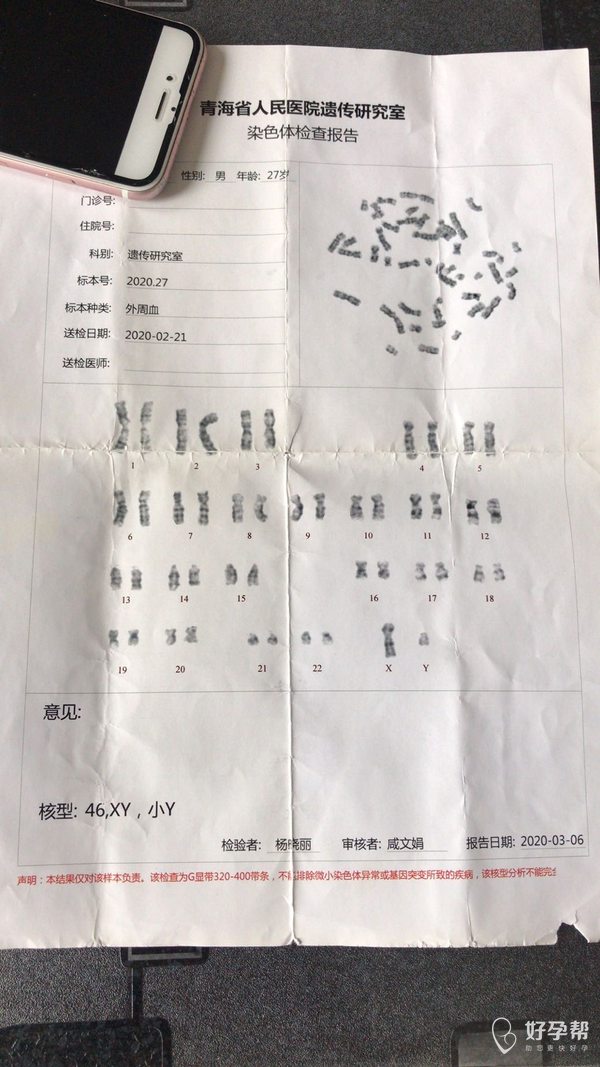 青海省人民医院遗传研究室
染色体检查报告
性别: 男 年龄: 27岁
门诊号:
住院号:
科别: 遗传研究室
标本号: 2020.27
标本种类: 外周血
送检日期: 2020-02-21
送检医师:
1 2 3 4 5
6 7 8 9 10 11 12
13 14 15 16 17 18
19 20 21 22 X Y
意见:
核型: 46,XY，小Y
检验者: 杨晓丽 审核者: 咸文娟 报告日期: 2020-03-06
声明：本结果仅对该样本负责。该检查为G显带320-400带条，不能排除微小染色体异常或基因突变所致的疾病，该核型分析不能完全
好孕帮
助您更快好孕